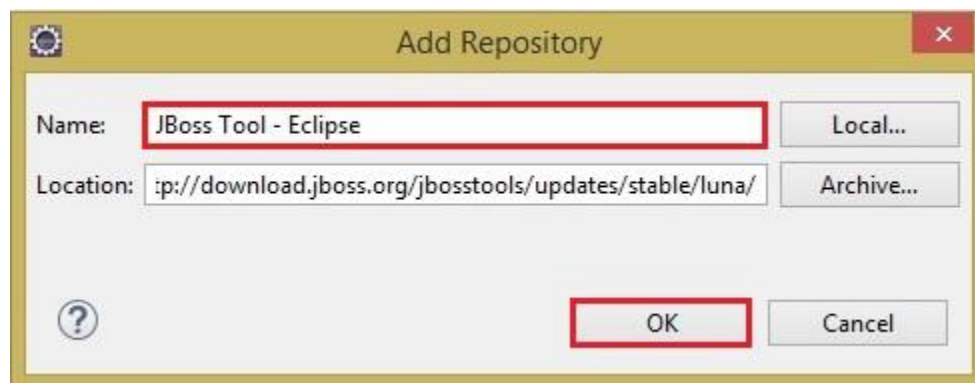 Add Repository
Name: JBoss Tool - Eclipse Local...
Location: :p://download.jboss.org/jbosstools/updates/stable/luna/ Archive...
? OK Cancel